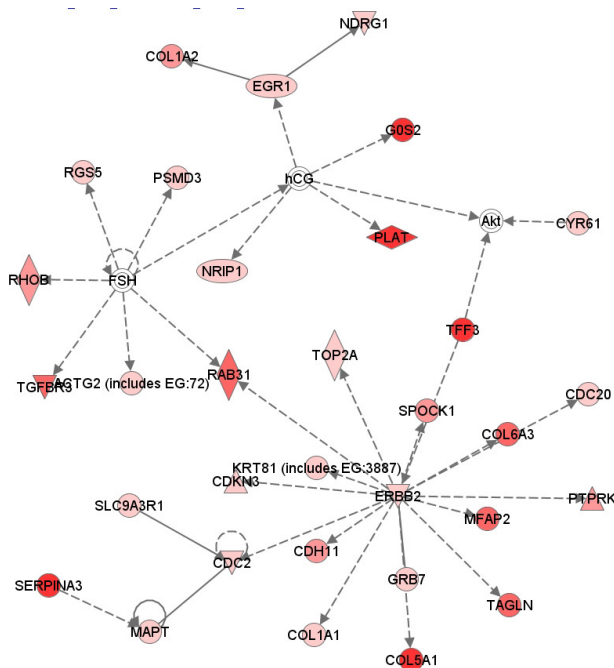 NDRG1
COL1A2
EGR1
G0S2
RGS5
PSMD3
hCG
Akt
CYR61
PLAT
NRIP1
RHOB
FSH
TFF3
TOP2A
TGFBR3
ACTG2 (includes EG:72)
RAB31
CDC20
SPOCK1
COL6A3
KRT81 (includes EG:3887)
CDKN3
ERBB2
PTPRK
SLC9A3R1
MFAP2
CDH11
CDC2
GRB7
SERPINA3
TAGLN
MAPT
COL1A1
COL5A1